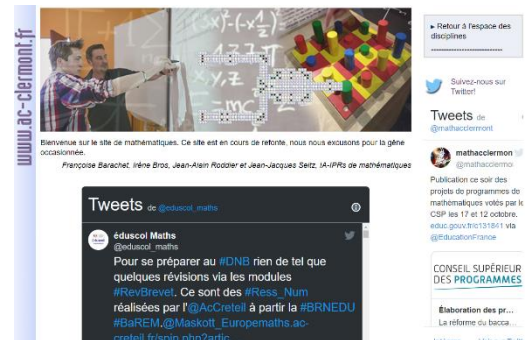 www.ac-clermont.fr
Bienvenue sur le site de mathématiques. Ce site est en cours de refonte, nous nous excusons pour la gêne
occasionnée.
Françoise Barachet, Irène Bros, Jean-Alain Roddier et Jean-Jacques Seitz, IA-IPRs de mathématiques
Tweets de @eduscol_maths
éduscol Maths
@eduscol_maths
Pour se préparer au #DNB rien de tel que
quelques révisions via les modules
#RevBrevet. Ce sont des #Ress_Num
réalisées par l'@AcCreteil à partir la #BRNEDU
#BaREM.@Maskott_Europemaths.ac-
creteil.fr/spip.php?artic
► Retour à l'espace des
disciplines
---------------------------
Suivez-nous sur
Twitter!
Tweets de
@mathacclermont
mathacclermon
@mathacclermo
Publication ce soir des
projets de programmes de
mathématiques votés par le
CSP les 17 et 12 octobre.
educ.gouv.fr/c131841 via
@EducationFrance
CONSEIL SUPÉRIEUR
DES PROGRAMMES
Élaboration des pr...
La réforme du bacca...